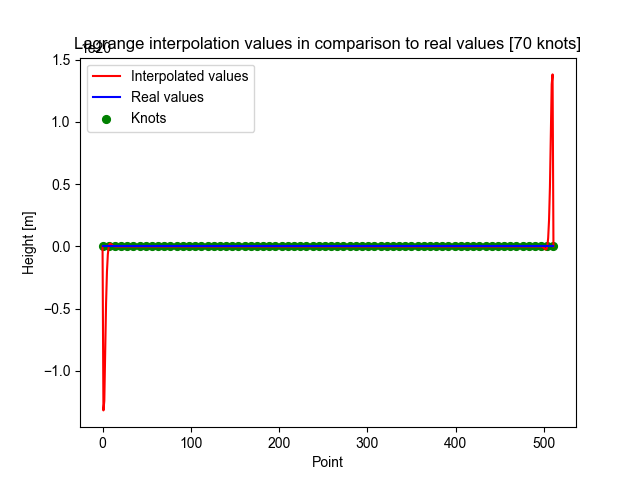 Lagrange interpolation values in comparison to real values [70 knots]
1e20
1.5
1.0
0.5
0.0
−0.5
−1.0
Height [m]
Interpolated values
Real values
Knots
0 100 200 300 400 500
Point